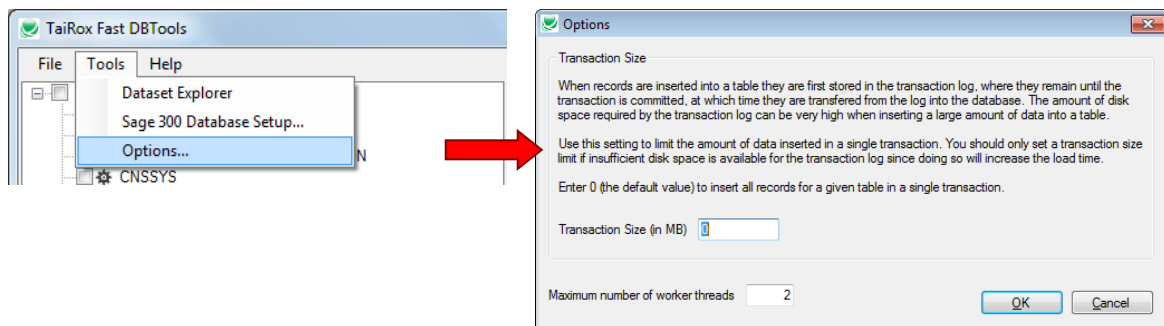 TaiRox Fast DBTools
File Tools Help
Dataset Explorer
Sage 300 Database Setup...
Options...
N
CNSSYS
Options
Transaction Size
When records are inserted into a table they are first stored in the transaction log, where they remain until the
transaction is committed, at which time they are transfered from the log into the database. The amount of disk
space required by the transaction log can be very high when inserting a large amount of data into a table.
Use this setting to limit the amount of data inserted in a single transaction. You should only set a transaction size
limit if insufficient disk space is available for the transaction log since doing so will increase the load time.
Enter 0 (the default value) to insert all records for a given table in a single transaction.
Transaction Size (in MB) 0
Maximum number of worker threads 2
OK Cancel